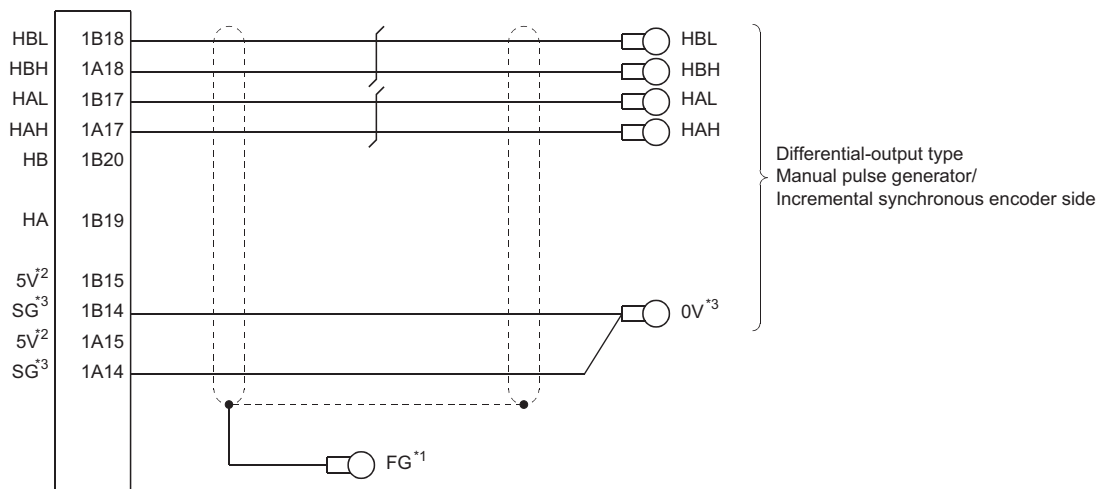 HBL 1B18 HBL
HBH 1A18 HBH
HAL 1B17 HAL
HAH 1A17 HAH
HB 1B20
Differential-output type
Manual pulse generator/
Incremental synchronous encoder side
HA 1B19
5V*2 1B15
SG*3 1B14 0V*3
5V*2 1A15
SG*3 1A14
FG*1